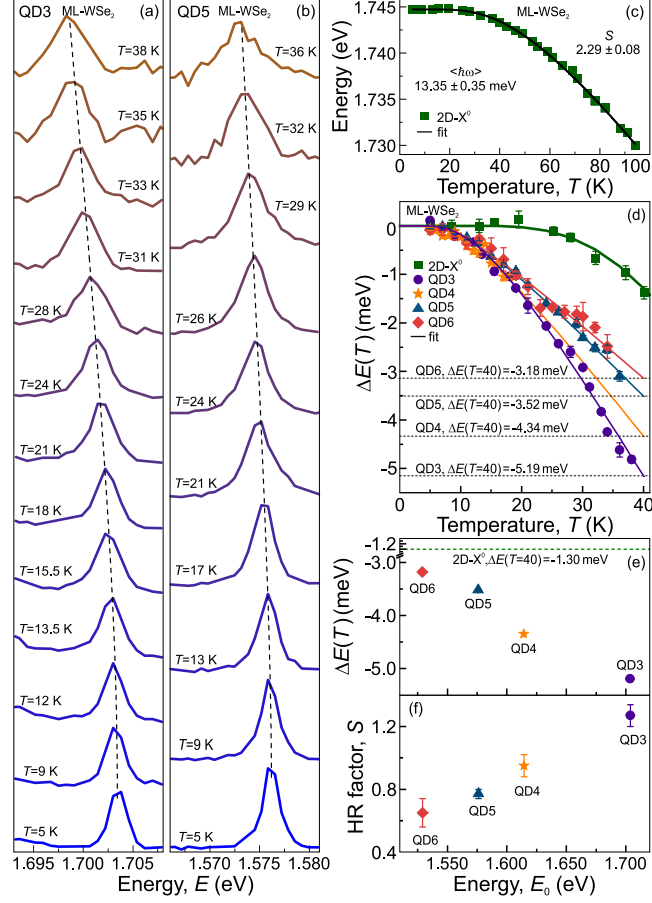 QD3 ML-WSe₂ (a)
T=38 K
T=35 K
T=33 K
T=31 K
T=28 K
T=24 K
T=21 K
T=18 K
T=15.5 K
T=13.5 K
T=12 K
T=9 K
T=5 K
1.695 1.700 1.705
QD5 ML-WSe₂ (b)
T=36 K
T=32 K
T=29 K
T=26 K
T=24 K
T=21 K
T=17 K
T=13 K
T=9 K
T=5 K
1.570 1.575 1.580
Energy, E (eV)
ML-WSe₂ (c)
S
2.29 ± 0.08
<ħω>
13.35 ± 0.35 meV
2D-X⁰
fit
1.745
1.740
1.735
1.730
Energy (eV)
0 20 40 60 80 100
Temperature, T (K)
ML-WSe₂ (d)
2D-X⁰
QD3
QD4
QD5
QD6
fit
QD6, ΔE(T=40)=-3.18 meV
QD5, ΔE(T=40)=-3.52 meV
QD4, ΔE(T=40)=-4.34 meV
QD3, ΔE(T=40)=-5.19 meV
0
-1
-2
-3
-4
-5
ΔE(T) (meV)
0 10 20 30 40
Temperature, T (K)
-1.2
-3.0
-4.0
-5.0
ΔE(T) (meV)
2D-X⁰, ΔE(T=40)=-1.30 meV (e)
QD6
QD5
QD4
QD3
(f)
QD3
QD4
QD5
QD6
1.2
0.8
0.4
HR factor, S
1.550 1.600 1.650 1.700
Energy, E₀ (eV)